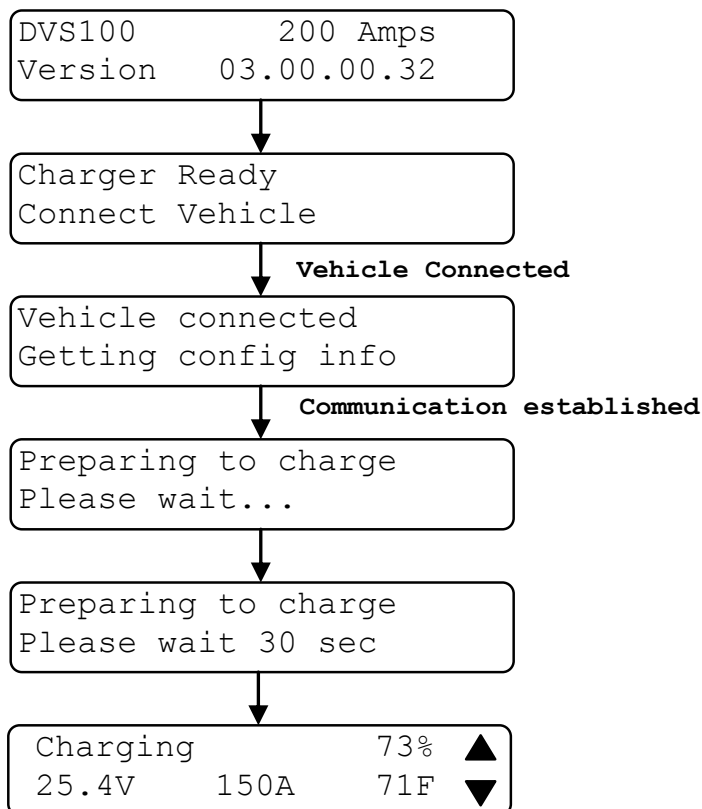 DVS100 200 Amps
Version 03.00.00.32
Charger Ready
Connect Vehicle
Vehicle Connected
Vehicle connected
Getting config info
Communication established
Preparing to charge
Please wait...
Preparing to charge
Please wait 30 sec
Charging 73% ▲
25.4V 150A 71F ▼